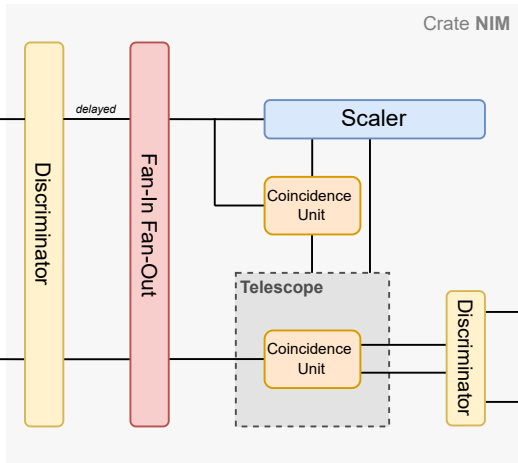 Crate NIM
delayed
Discriminator
Fan-In Fan-Out
Scaler
Coincidence
Unit
Telescope
Coincidence
Unit
Discriminator